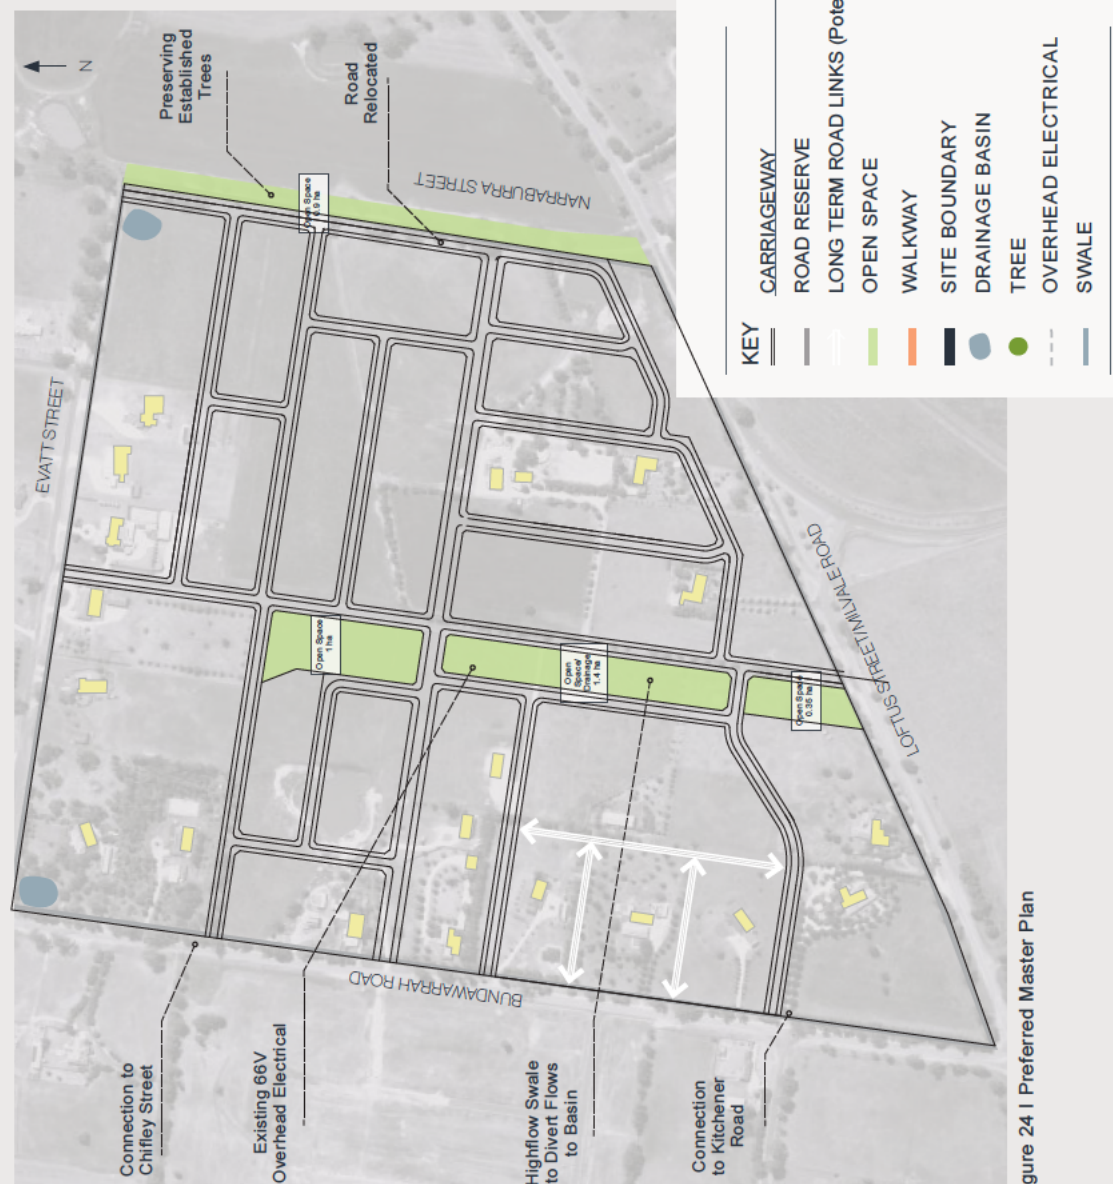 N
Preserving
Established
Trees
Road
Relocated
NARRABURRA STREET
Open Space
0.9 ha
EVATT STREET
Open Space
1 ha
Open
Space/
Drainage
1.4 ha
Open Space
0.35 ha
LOFTUS STREET/MILVALE ROAD
BUNDAWARRAH ROAD
Connection to
Chifley Street
Existing 66V
Overhead Electrical
Highflow Swale
to Divert Flows
to Basin
Connection
to Kitchener
Road
KEY
CARRIAGEWAY
ROAD RESERVE
LONG TERM ROAD LINKS (Pote
OPEN SPACE
WALKWAY
SITE BOUNDARY
DRAINAGE BASIN
TREE
OVERHEAD ELECTRICAL
SWALE
gure 24 I Preferred Master Plan